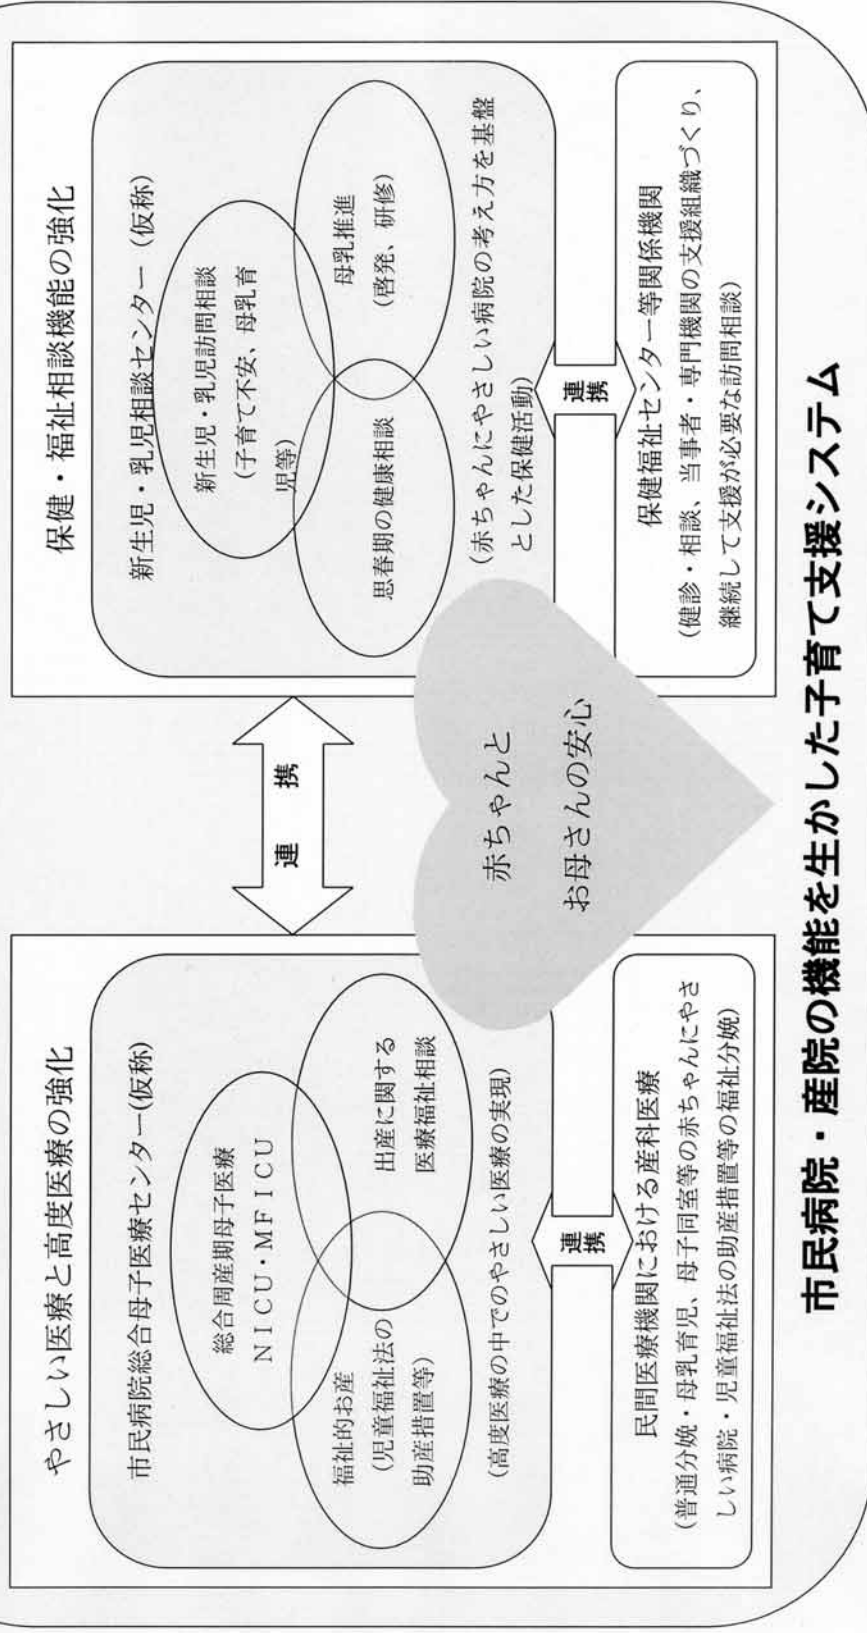 やさしい医療と高度医療の強化
市民病院総合母子医療センター(仮称)
総合周産期母子医療
ＮＩＣＵ・ＭＦＩＣＵ
福祉的お産
(児童福祉法の
助産措置等)
出産に関する
医療福祉相談
(高度医療の中でのやさしい医療の実現)
連携
民間医療機関における産科医療
(普通分娩・母乳育児、母子同室等の赤ちゃんにやさ
しい病院・児童福祉法の助産措置等の福祉分娩)
連　携
赤ちゃんと
お母さんの安心
保健・福祉相談機能の強化
新生児・乳児相談センター（仮称）
新生児・乳児訪問相談
(子育て不安、母乳育
児等)
思春期の健康相談
母乳推進
(啓発、研修)
(赤ちゃんにやさしい病院の考え方を基盤
とした保健活動)
連携
保健福祉センター等関係機関
(健診・相談、当事者・専門機関の支援組織づくり、
継続して支援が必要な訪問相談)
市民病院・産院の機能を生かした子育て支援システム